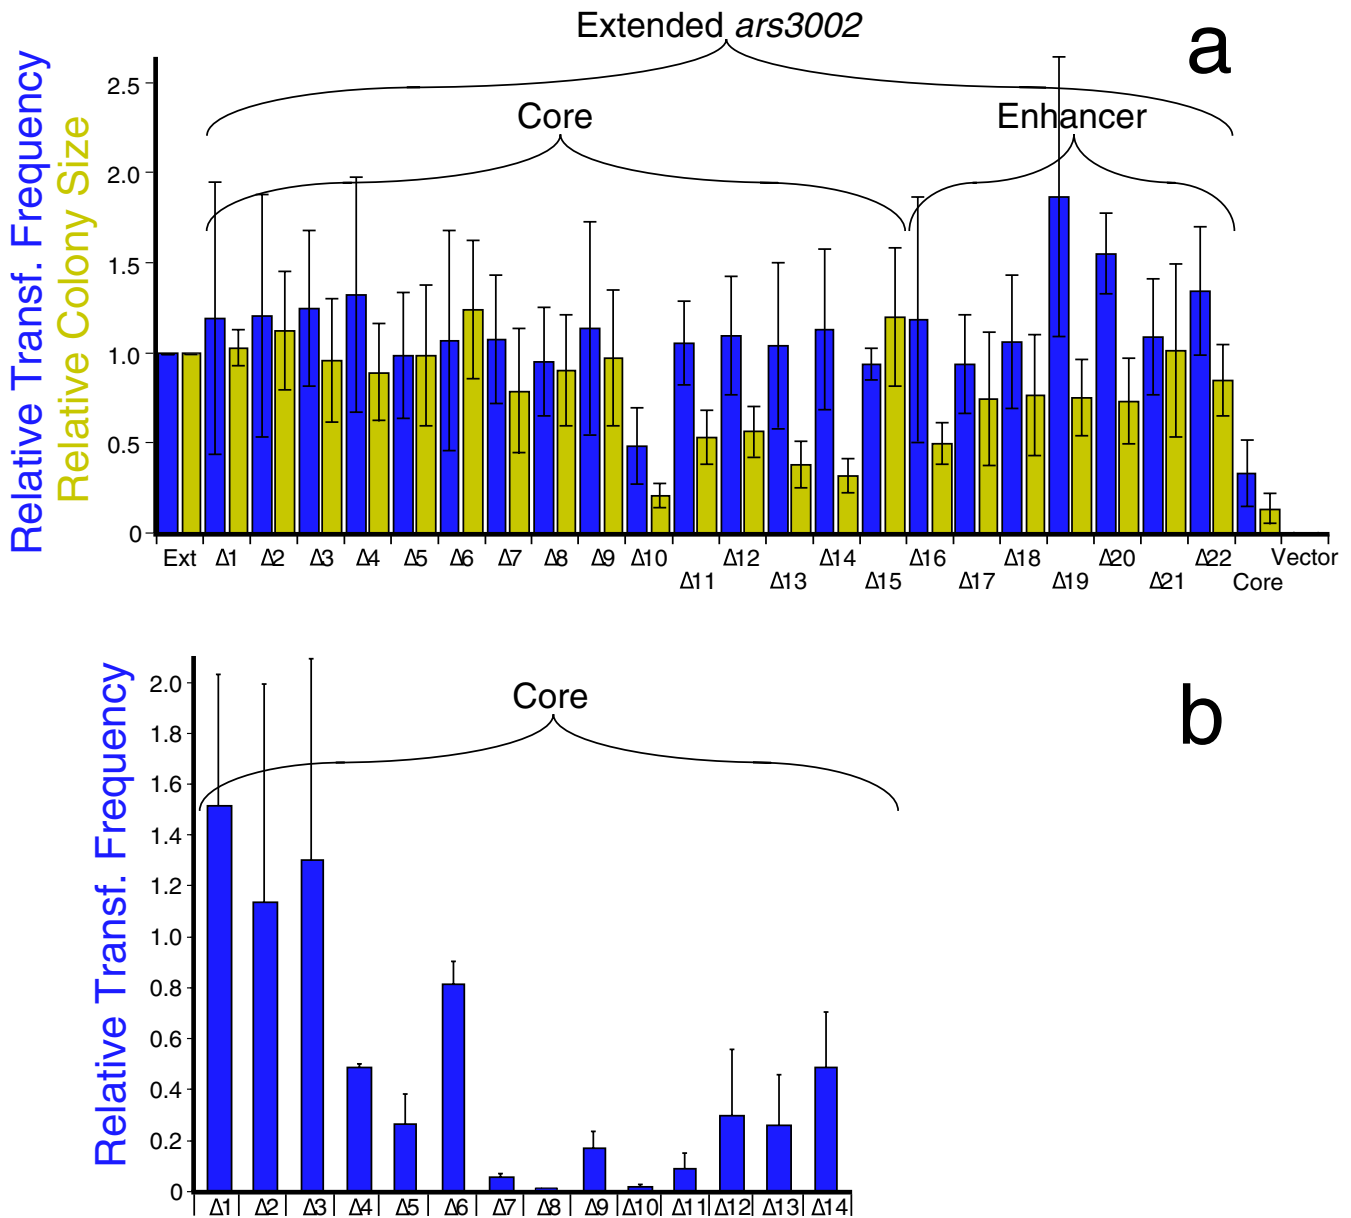 Extended ars3002
a
Core
Enhancer
Relative Transf. Frequency
Relative Colony Size
2.5
2.0
1.5
1.0
0.5
0
Ext Δ1 Δ2 Δ3 Δ4 Δ5 Δ6 Δ7 Δ8 Δ9 Δ10 Δ12 Δ14 Δ16 Δ18 Δ20 Δ22 Vector
Δ11 Δ13 Δ15 Δ17 Δ19 Δ21 Core
b
Core
Relative Transf. Frequency
2.0
1.8
1.6
1.4
1.2
1.0
0.8
0.6
0.4
0.2
0
Δ1 Δ2 Δ3 Δ4 Δ5 Δ6 Δ7 Δ8 Δ9 Δ10 Δ11 Δ12 Δ13 Δ14